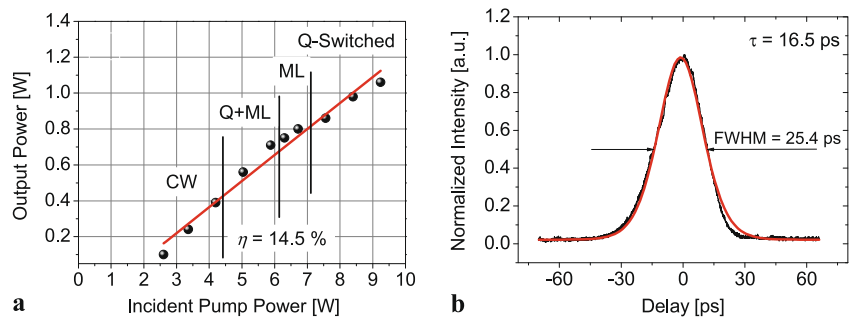 1.4
1.2
1.0
0.8
0.6
0.4
0.2
Output Power [W]
Q-Switched
ML
Q+ML
CW
η = 14.5 %
0 1 2 3 4 5 6 7 8 9 10
Incident Pump Power [W]
a
1.0
0.8
0.6
0.4
0.2
0.0
Normalized Intensity [a.u.]
τ = 16.5 ps
FWHM = 25.4 ps
-60 -30 0 30 60
Delay [ps]
b